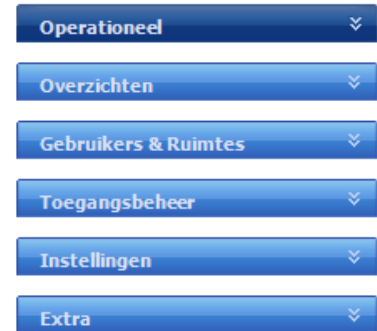 Operationeel
Overzichten
Gebruikers & Ruimtes
Toegangsbeheer
Instellingen
Extra